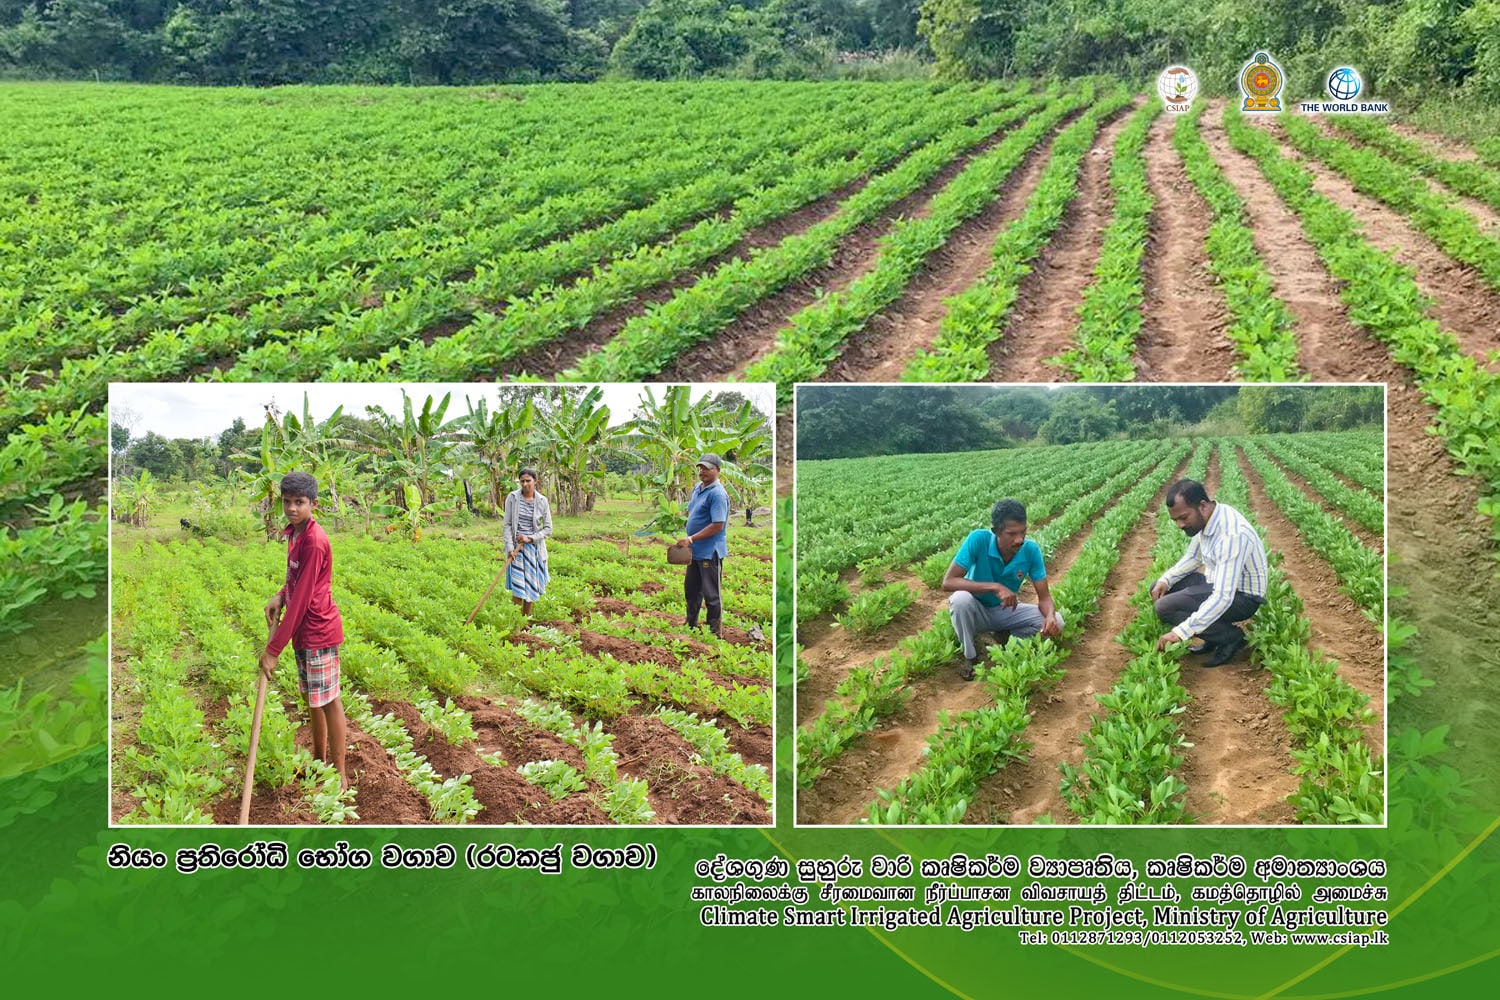 CSIAP
THE WORLD BANK
නියං ප්‍රතිරෝධි භෝග වගාව (රටකජු වගාව)
දේශගුණ සුහුරු වාරි කෘෂිකර්ම ව්‍යාපෘතිය, කෘෂිකර්ම අමාත්‍යාංශය
காலநிலைக்கு சீரமைவான நீர்ப்பாசன விவசாயத் திட்டம், கமத்தொழில் அமைச்சு
Climate Smart Irrigated Agriculture Project, Ministry of Agriculture
Tel: 0112871293/0112053252, Web: www.csiap.lk